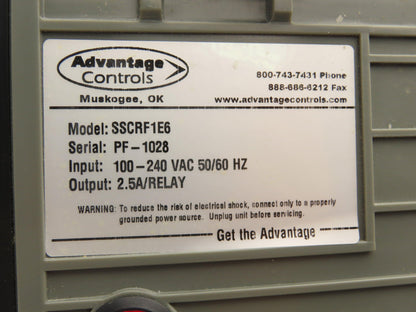 Advantage
Controls
Muskogee, OK
800-743-7431 Phone
888-686-6212 Fax
www.advantagecontrols.com
Model: SSCRF1E6
Serial: PF-1028
Input: 100-240 VAC 50/60 HZ
Output: 2.5A/RELAY
WARNING: To reduce the risk of electrical shock, connect only to a properly
grounded power source. Unplug unit before servicing.
Get the Advantage